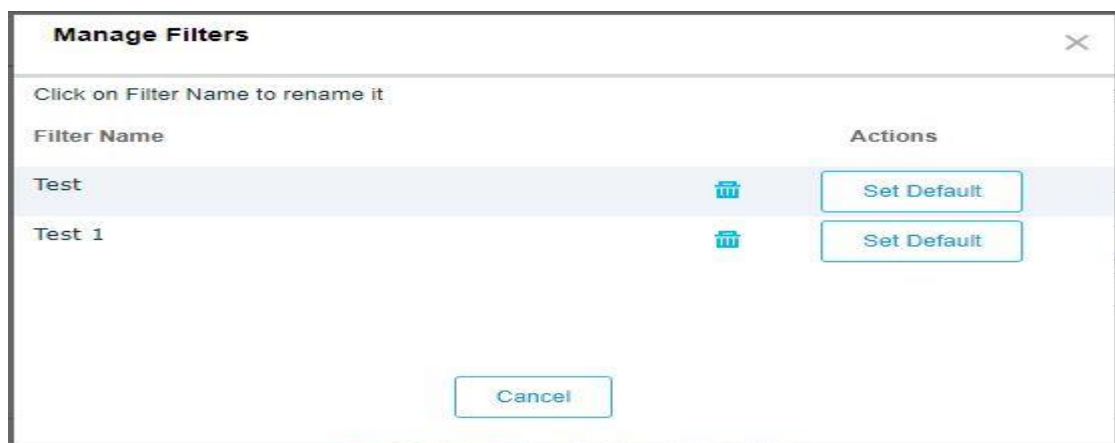 Manage Filters
Click on Filter Name to rename it
Filter Name Actions
Test Set Default
Test 1 Set Default
Cancel